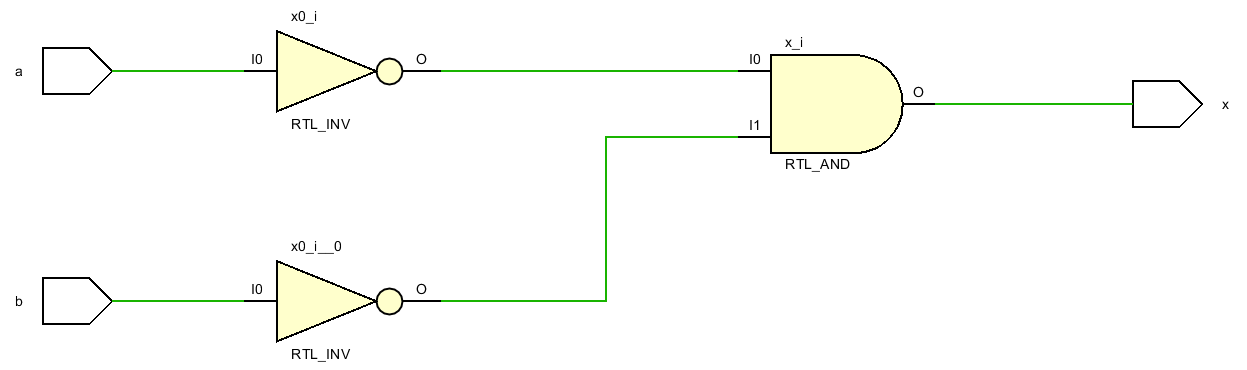 x0_i
a
I0
O
RTL_INV
x_i
I0
I1
O
RTL_AND
x
x0_i__0
b
I0
O
RTL_INV